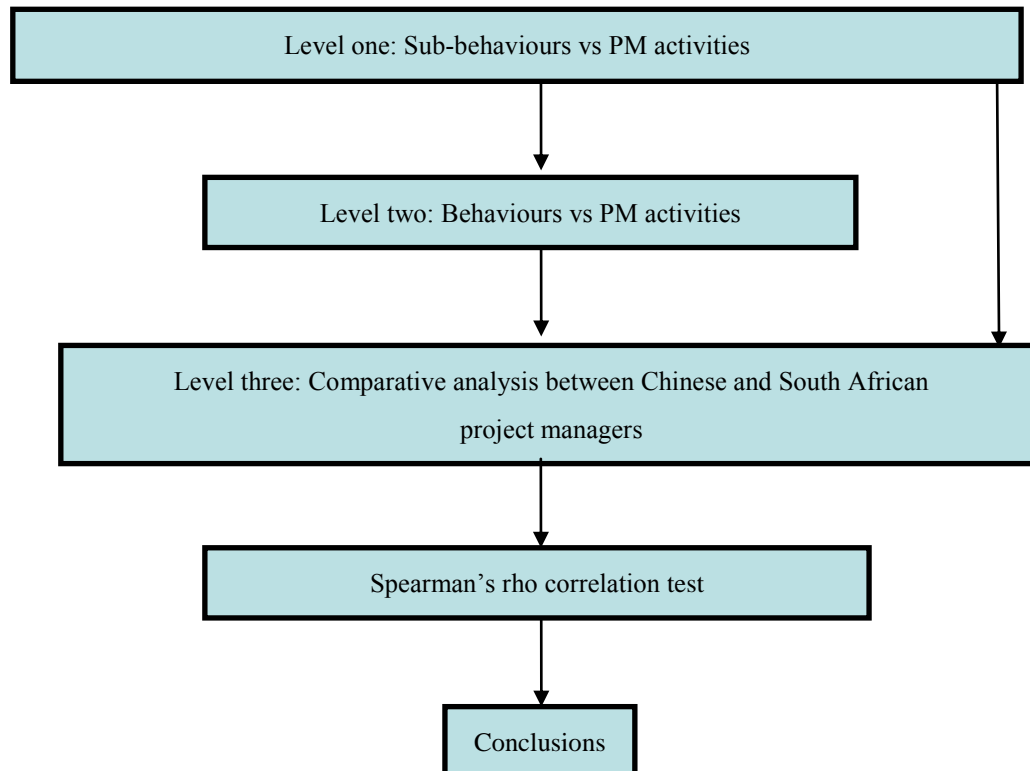 Level one: Sub-behaviours vs PM activities
Level two: Behaviours vs PM activities
Level three: Comparative analysis between Chinese and South African
project managers
Spearman’s rho correlation test
Conclusions